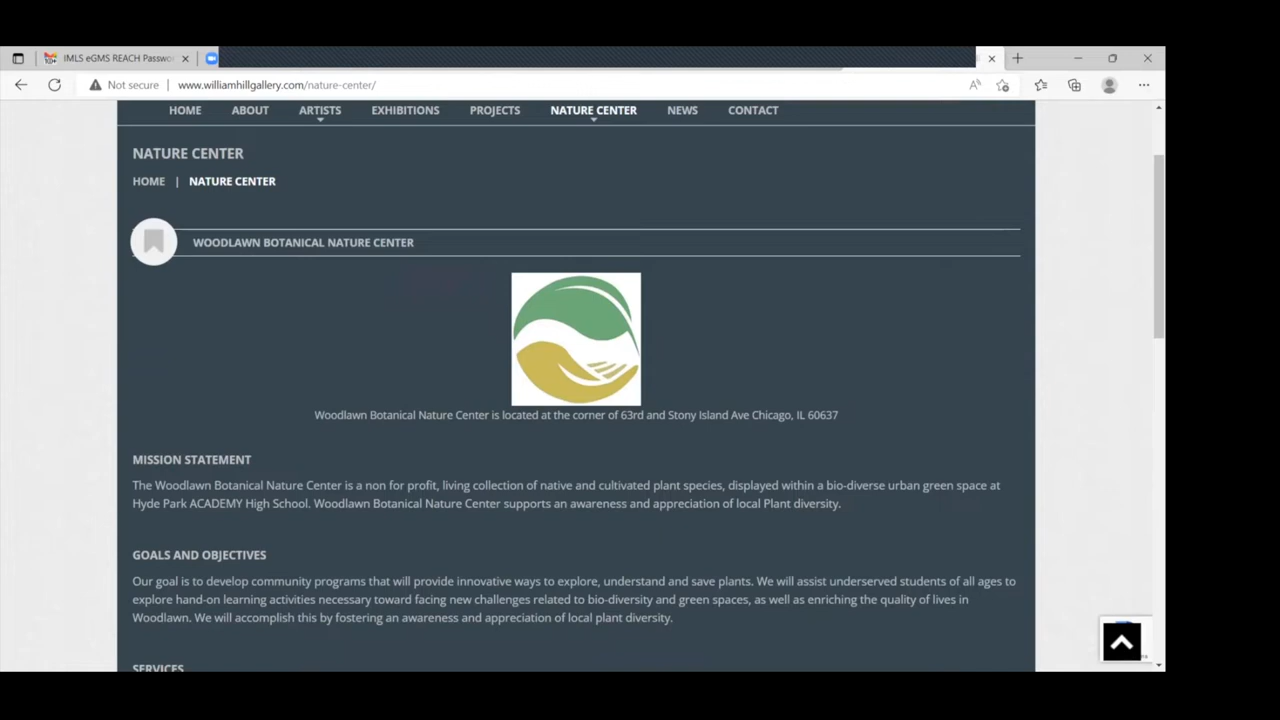 IMLS eGMS REACH Passwo
Not secure | www.williamhillgallery.com/nature-center/
HOME ABOUT ARTISTS EXHIBITIONS PROJECTS NATURE CENTER NEWS CONTACT
NATURE CENTER
HOME | NATURE CENTER
WOODLAWN BOTANICAL NATURE CENTER
Woodlawn Botanical Nature Center is located at the corner of 63rd and Stony Island Ave Chicago, IL 60637
MISSION STATEMENT
The Woodlawn Botanical Nature Center is a non for profit, living collection of native and cultivated plant species, displayed within a bio-diverse urban green space at
Hyde Park ACADEMY High School. Woodlawn Botanical Nature Center supports an awareness and appreciation of local Plant diversity.
GOALS AND OBJECTIVES
Our goal is to develop community programs that will provide innovative ways to explore, understand and save plants. We will assist underserved students of all ages to
explore hand-on learning activities necessary toward facing new challenges related to bio-diversity and green spaces, as well as enriching the quality of lives in
Woodlawn. We will accomplish this by fostering an awareness and appreciation of local plant diversity.
SERVICES